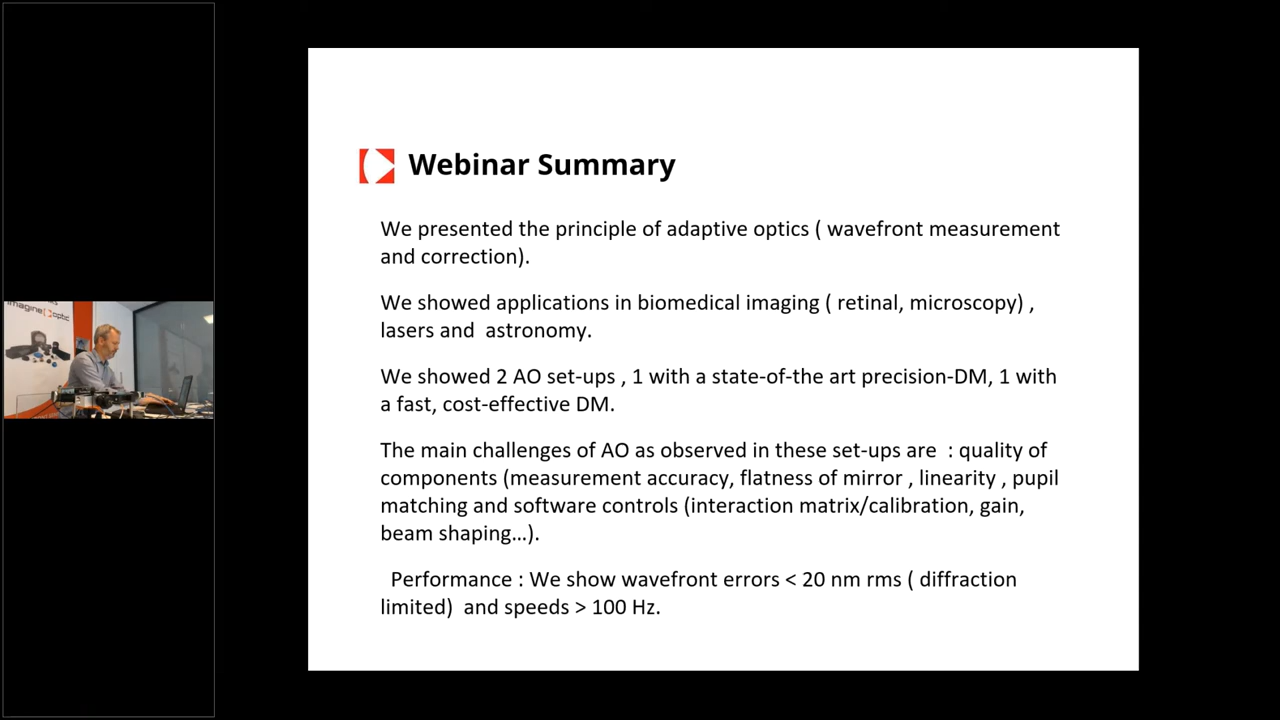 imagine optic
Webinar Summary
We presented the principle of adaptive optics ( wavefront measurement
and correction).
We showed applications in biomedical imaging ( retinal, microscopy) ,
lasers and  astronomy.
We showed 2 AO set-ups , 1 with a state-of-the art precision-DM, 1 with
a fast, cost-effective DM.
The main challenges of AO as observed in these set-ups are  : quality of
components (measurement accuracy, flatness of mirror , linearity , pupil
matching and software controls (interaction matrix/calibration, gain,
beam shaping...).
Performance : We show wavefront errors < 20 nm rms ( diffraction
limited)  and speeds > 100 Hz.